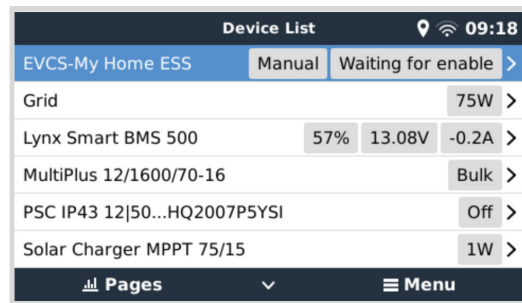 Device List 09:18
EVCS-My Home ESS Manual Waiting for enable
Grid 75W
Lynx Smart BMS 500 57% 13.08V -0.2A
MultiPlus 12/1600/70-16 Bulk
PSC IP43 12|50...HQ2007P5YSI Off
Solar Charger MPPT 75/15 1W
Pages Menu